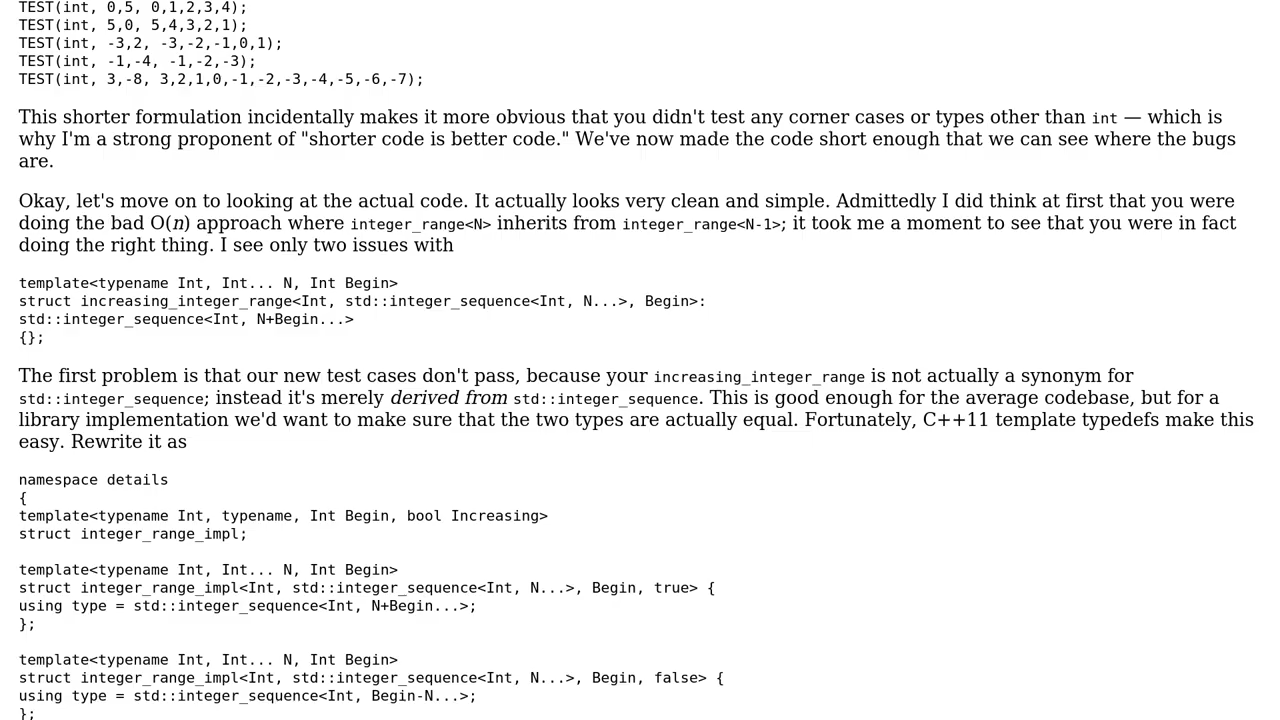 TEST(int, 0,5, 0,1,2,3,4);
TEST(int, 5,0, 5,4,3,2,1);
TEST(int, -3,2, -3,-2,-1,0,1);
TEST(int, -1,-4, -1,-2,-3);
TEST(int, 3,-8, 3,2,1,0,-1,-2,-3,-4,-5,-6,-7);
This shorter formulation incidentally makes it more obvious that you didn't test any corner cases or types other than int — which is
why I'm a strong proponent of "shorter code is better code." We've now made the code short enough that we can see where the bugs
are.
Okay, let's move on to looking at the actual code. It actually looks very clean and simple. Admittedly I did think at first that you were
doing the bad O(n) approach where integer_range<N> inherits from integer_range<N-1>; it took me a moment to see that you were in fact
doing the right thing. I see only two issues with
template<typename Int, Int... N, Int Begin>
struct increasing_integer_range<Int, std::integer_sequence<Int, N...>, Begin>:
std::integer_sequence<Int, N+Begin...>
{};
The first problem is that our new test cases don't pass, because your increasing_integer_range is not actually a synonym for
std::integer_sequence; instead it's merely derived from std::integer_sequence. This is good enough for the average codebase, but for a
library implementation we'd want to make sure that the two types are actually equal. Fortunately, C++11 template typedefs make this
easy. Rewrite it as
namespace details
{
template<typename Int, typename, Int Begin, bool Increasing>
struct integer_range_impl;
template<typename Int, Int... N, Int Begin>
struct integer_range_impl<Int, std::integer_sequence<Int, N...>, Begin, true> {
using type = std::integer_sequence<Int, N+Begin...>;
};
template<typename Int, Int... N, Int Begin>
struct integer_range_impl<Int, std::integer_sequence<Int, N...>, Begin, false> {
using type = std::integer_sequence<Int, Begin-N...>;
};